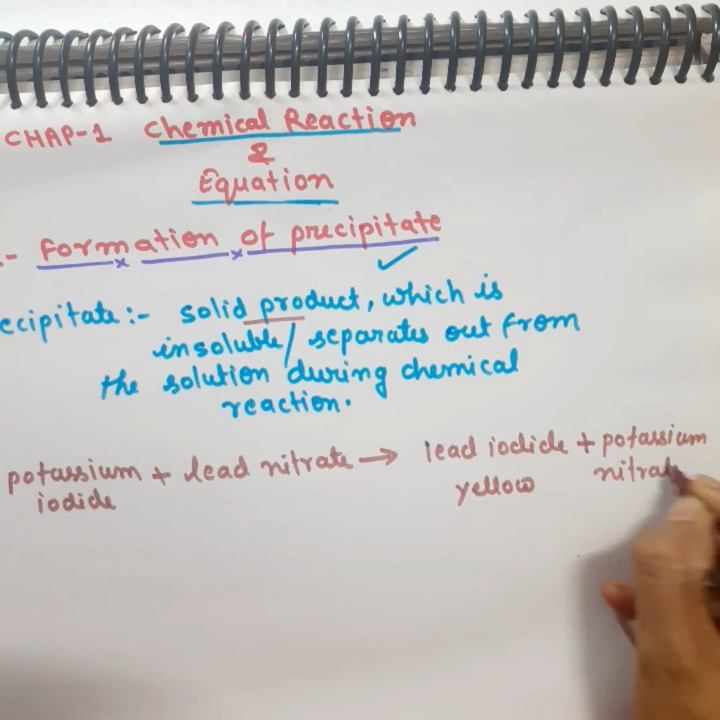 CHAP-1 Chemical Reaction
&
Equation
- formation of precipitate
ecipitate:- solid product, which is
insoluble/ separates out from
the solution during chemical
reaction.
potassium + lead nitrate → lead iodide + potassium
iodide yellow nitrat